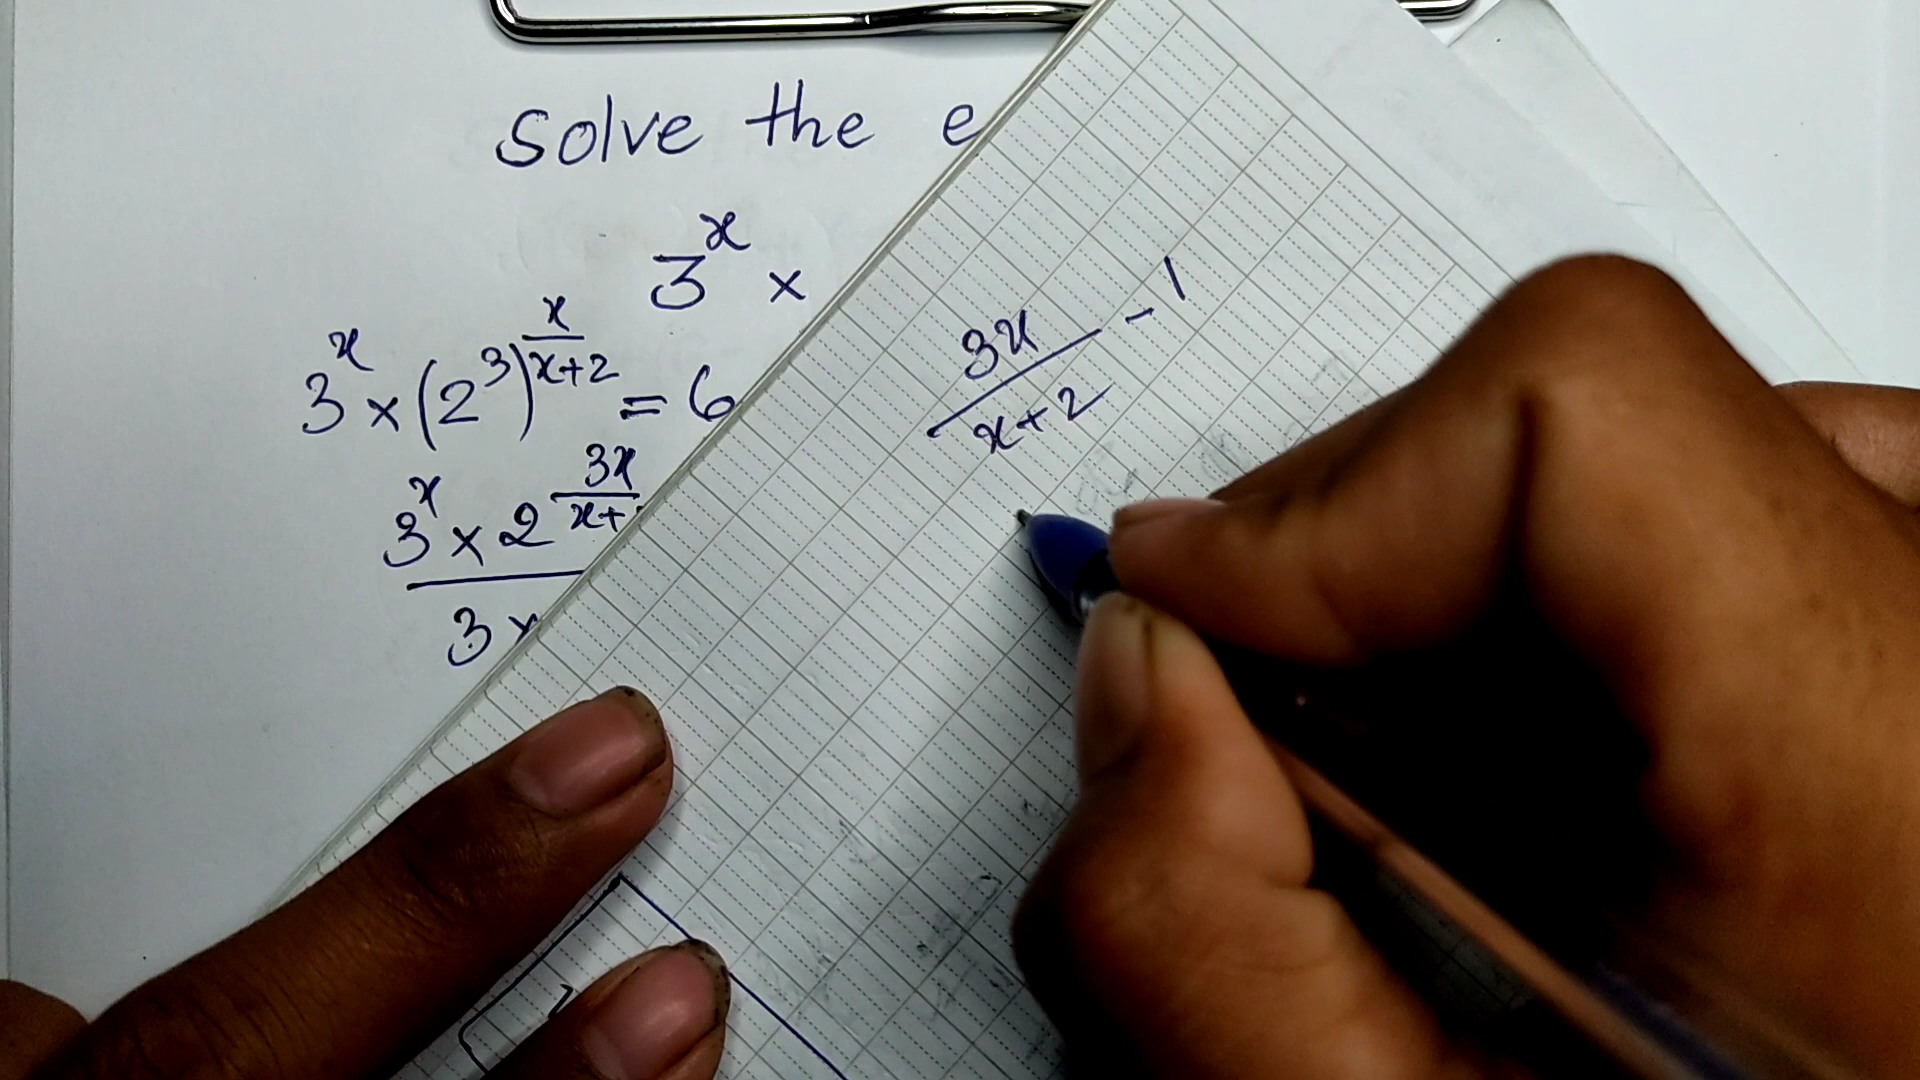 Solve the e
3^x ×
3^x × (2^3)^(x/(x+2)) = 6
3^x × 2^(3x/(x+
3 ×
3x/(x+2) - 1